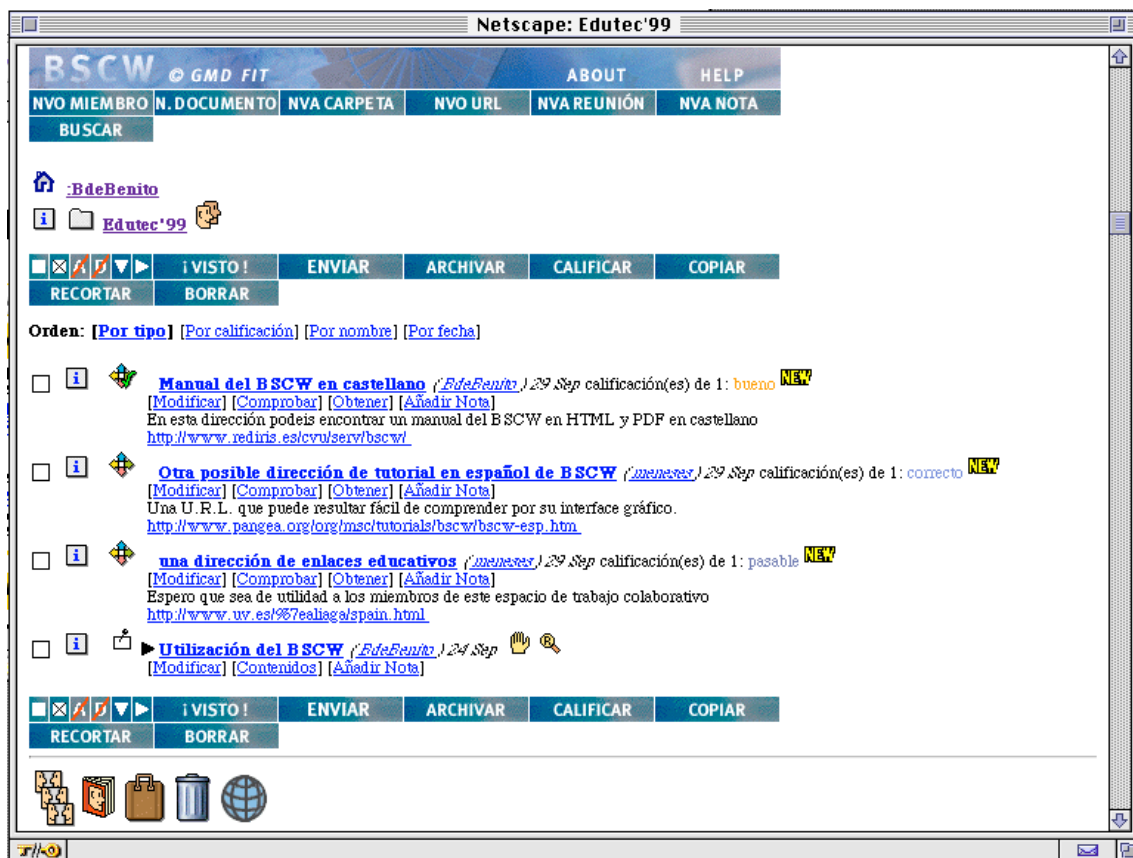 Netscape: Edutec'99
BSCW © GMD FIT ABOUT HELP
NVO MIEMBRO N. DOCUMENTO NVA CARPETA NVO URL NVA REUNIÓN NVA NOTA
BUSCAR
:BdeBenito
Edutec'99
¡VISTO! ENVIAR ARCHIVAR CALIFICAR COPIAR
RECORTAR BORRAR
Orden: [Por tipo] [Por calificación] [Por nombre] [Por fecha]
Manual del BSCW en castellano (BdeBenito) 29 Sep calificación(es) de 1: bueno NEW
[Modificar] [Comprobar] [Obtener] [Añadir Nota]
En esta dirección podeis encontrar un manual del BSCW en HTML y PDF en castellano
http://www.rediris.es/cvu/serv/bscw/
Otra posible dirección de tutorial en español de BSCW (meneses) 29 Sep calificación(es) de 1: correcto NEW
[Modificar] [Comprobar] [Obtener] [Añadir Nota]
Una U.R.L. que puede resultar fácil de comprender por su interface gráfico.
http://www.pangea.org/org/msc/tutorials/bscw/bscw-esp.htm
una dirección de enlaces educativos (meneses) 29 Sep calificación(es) de 1: pasable NEW
[Modificar] [Comprobar] [Obtener] [Añadir Nota]
Espero que sea de utilidad a los miembros de este espacio de trabajo colaborativo
http://www.uv.es/%7ealiaga/spain.html
Utilización del BSCW (BdeBenito) 24 Sep
[Modificar] [Contenidos] [Añadir Nota]
¡VISTO! ENVIAR ARCHIVAR CALIFICAR COPIAR
RECORTAR BORRAR